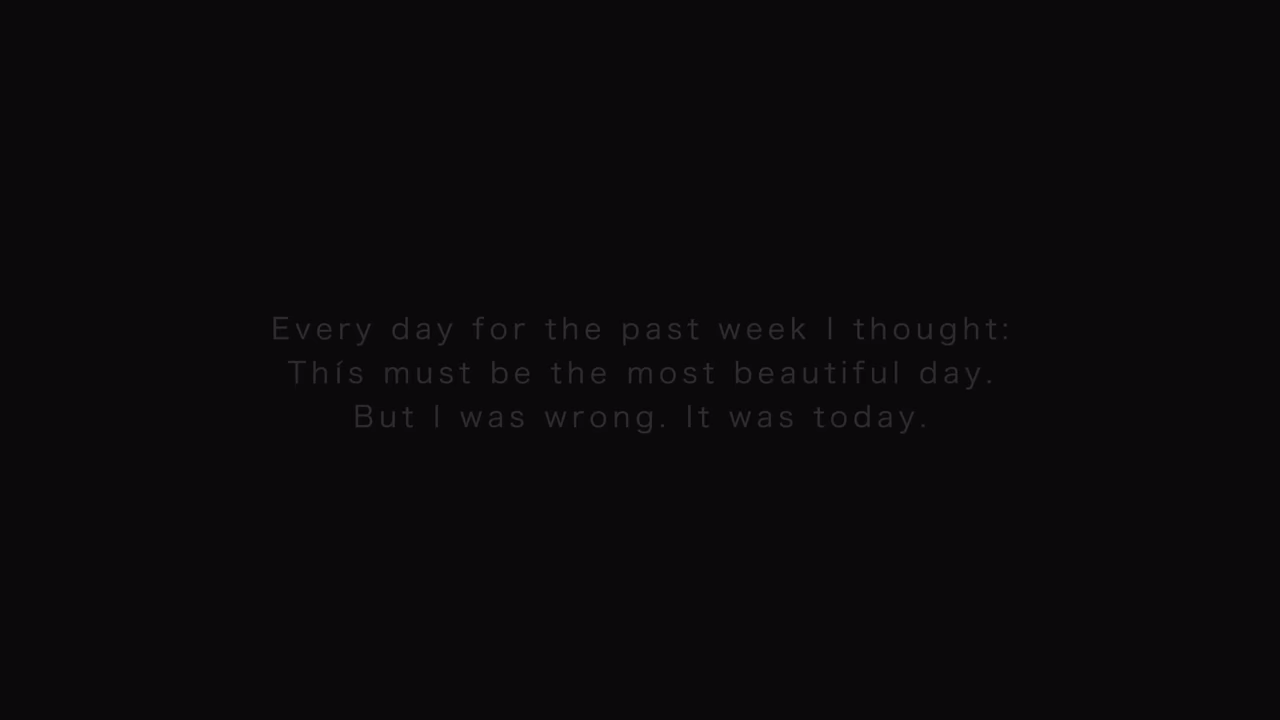 Every day for the past week I thought:
Thís must be the most beautiful day.
But I was wrong. It was today.